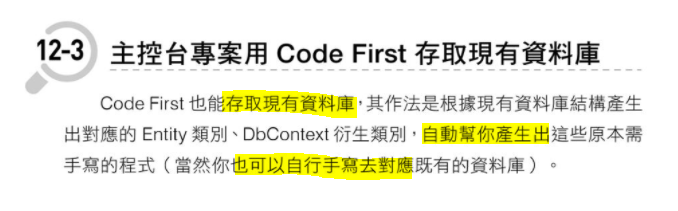 12-3 主控台專案用 Code First 存取現有資料庫
Code First 也能存取現有資料庫，其作法是根據現有資料庫結構產生
出對應的 Entity 類別、DbContext 衍生類別，自動幫你產生出這些原本需
手寫的程式（當然你也可以自行手寫去對應既有的資料庫）。